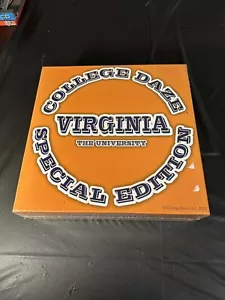 COLLEGE DAZE
VIRGINIA
THE UNIVERSITY
SPECIAL EDITION